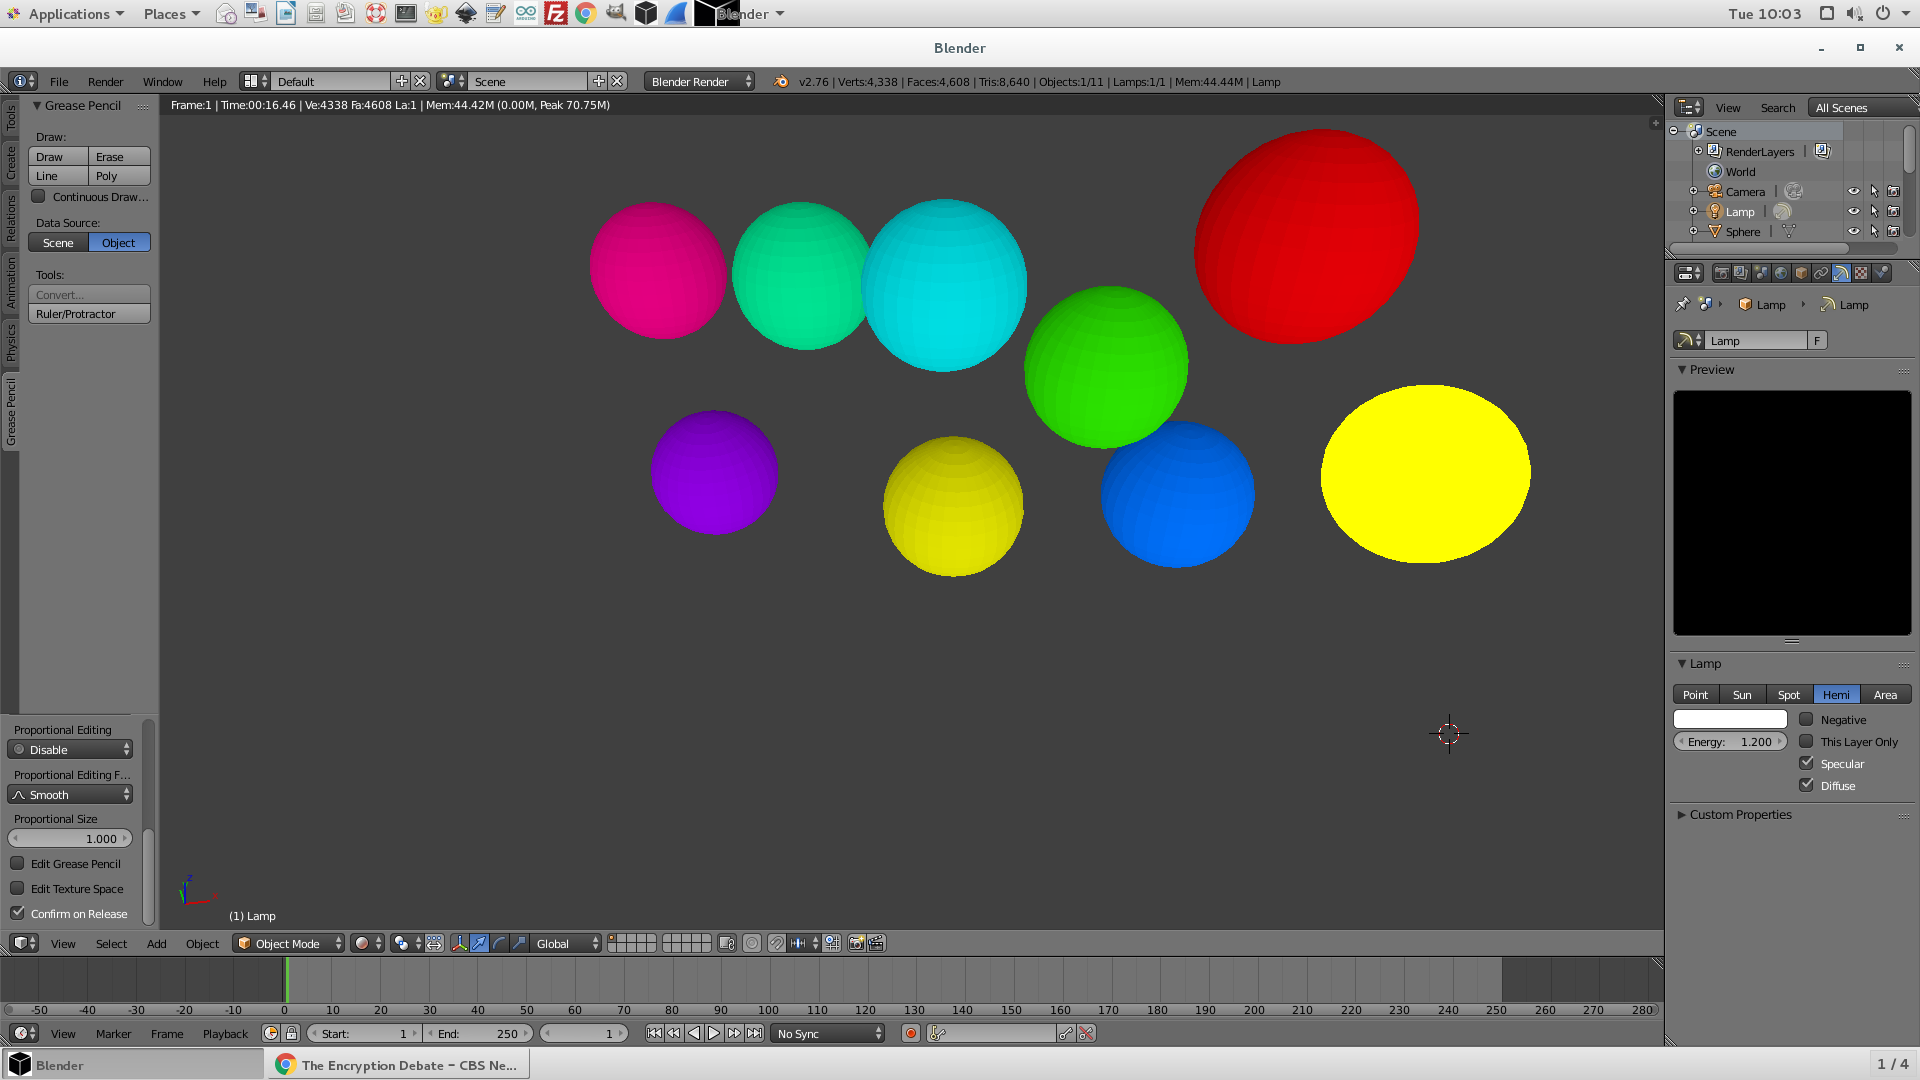 Applications Places Blender Tue 10:03
Blender
File Render Window Help Default Scene Blender Render v2.76 | Verts:4,338 | Faces:4,608 | Tris:8,640 | Objects:1/11 | Lamps:1/1 | Mem:44.44M | Lamp
Frame:1 | Time:00:16.46 | Ve:4338 Fa:4608 La:1 | Mem:44.42M (0.00M, Peak 70.75M)
Tools
Create
Relations
Animation
Physics
Grease Pencil
Grease Pencil
Draw:
Draw Erase
Line Poly
Continuous Draw...
Data Source:
Scene Object
Tools:
Convert...
Ruler/Protractor
Proportional Editing
Disable
Proportional Editing F...
Smooth
Proportional Size
1.000
Edit Grease Pencil
Edit Texture Space
Confirm on Release
z
(1) Lamp
View Search All Scenes
Scene
RenderLayers |
World
Camera |
Lamp |
Sphere |
Lamp Lamp
Lamp F
Preview
Lamp
Point Sun Spot Hemi Area
Negative
Energy: 1.200 This Layer Only
Specular
Diffuse
Custom Properties
View Select Add Object Object Mode Global
-50 -40 -30 -20 -10 0 10 20 30 40 50 60 70 80 90 100 110 120 130 140 150 160 170 180 190 200 210 220 230 240 250 260 270 280
View Marker Frame Playback Start: 1 End: 250 1 No Sync
Blender The Encryption Debate – CBS Ne... 1 / 4